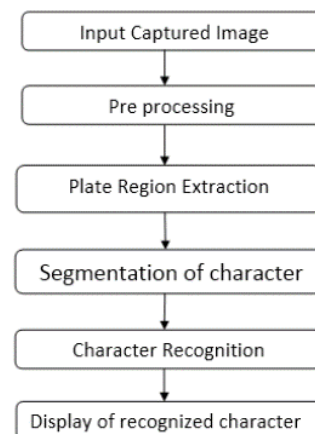 Input Captured Image
Pre processing
Plate Region Extraction
Segmentation of character
Character Recognition
Display of recognized character